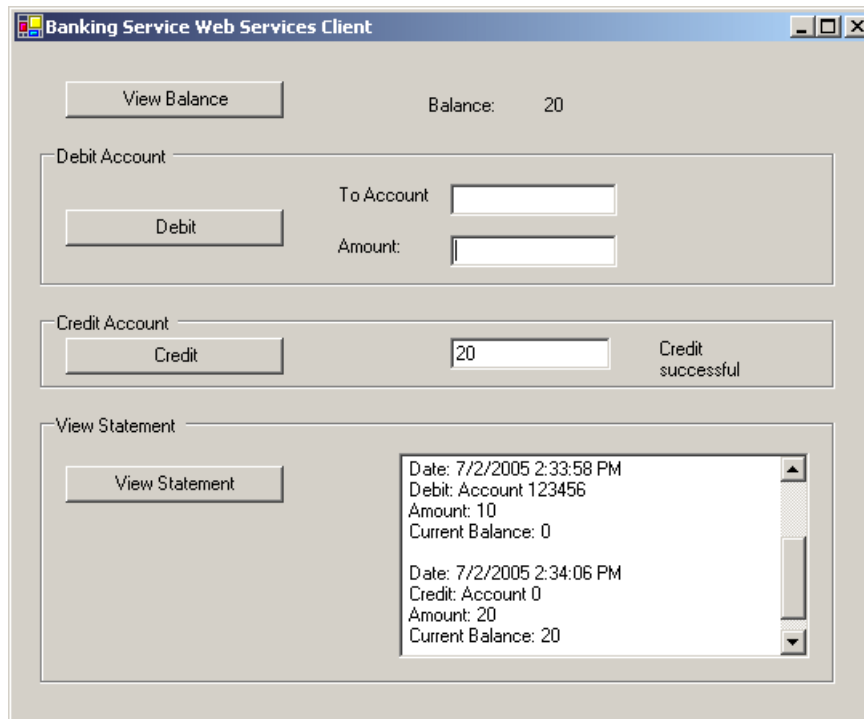 Banking Service Web Services Client
View Balance
Balance: 20
Debit Account
To Account
Debit
Amount:
Credit Account
Credit
20
Credit
successful
View Statement
View Statement
Date: 7/2/2005 2:33:58 PM
Debit: Account 123456
Amount: 10
Current Balance: 0
Date: 7/2/2005 2:34:06 PM
Credit: Account 0
Amount: 20
Current Balance: 20